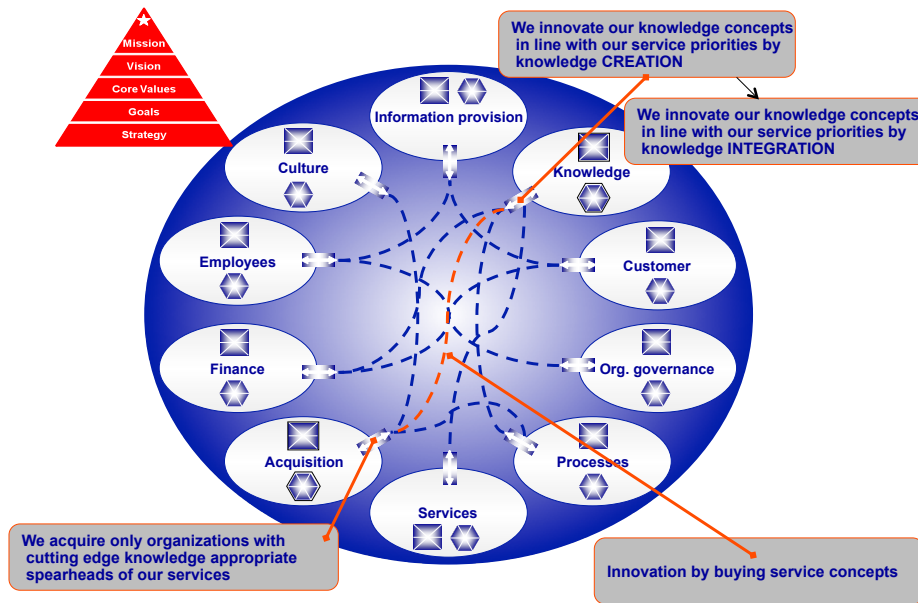 Mission
Vision
Core Values
Goals
Strategy
We innovate our knowledge concepts
in line with our service priorities by
knowledge CREATION
We innovate our knowledge concepts
in line with our service priorities by
knowledge INTEGRATION
Information provision
Culture
Knowledge
Employees
Customer
Finance
Org. governance
Acquisition
Processes
Services
We acquire only organizations with
cutting edge knowledge appropriate
spearheads of our services
Innovation by buying service concepts